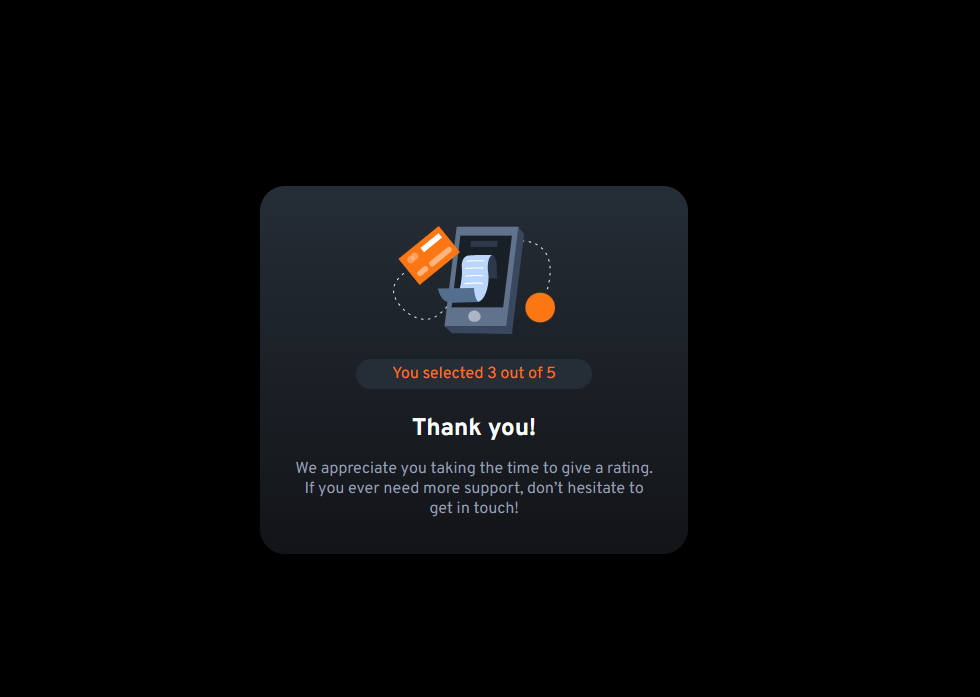 You selected 3 out of 5
Thank you!
We appreciate you taking the time to give a rating.
If you ever need more support, don’t hesitate to
get in touch!